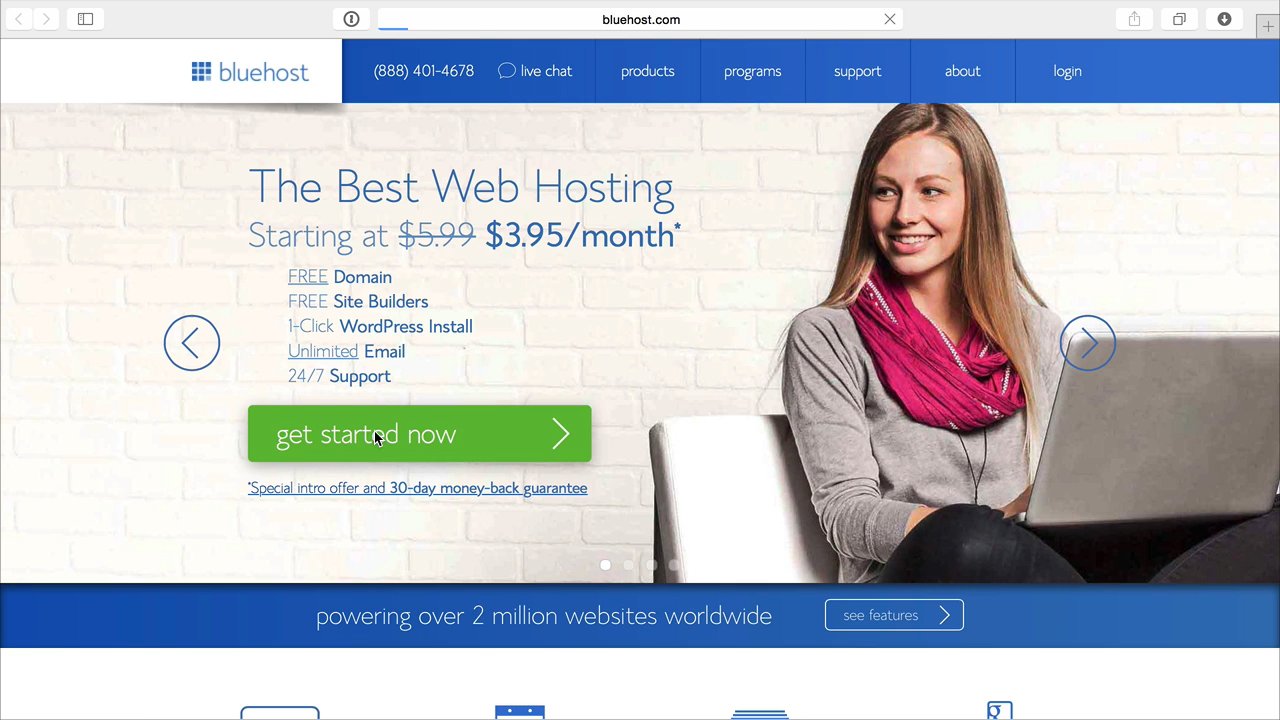 bluehost.com
bluehost
(888) 401-4678
live chat
products
programs
support
about
login
The Best Web Hosting
Starting at $5.99 $3.95/month*
FREE Domain
FREE Site Builders
1-Click WordPress Install
Unlimited Email
24/7 Support
get started now
*Special intro offer and 30-day money-back guarantee
powering over 2 million websites worldwide
see features
g